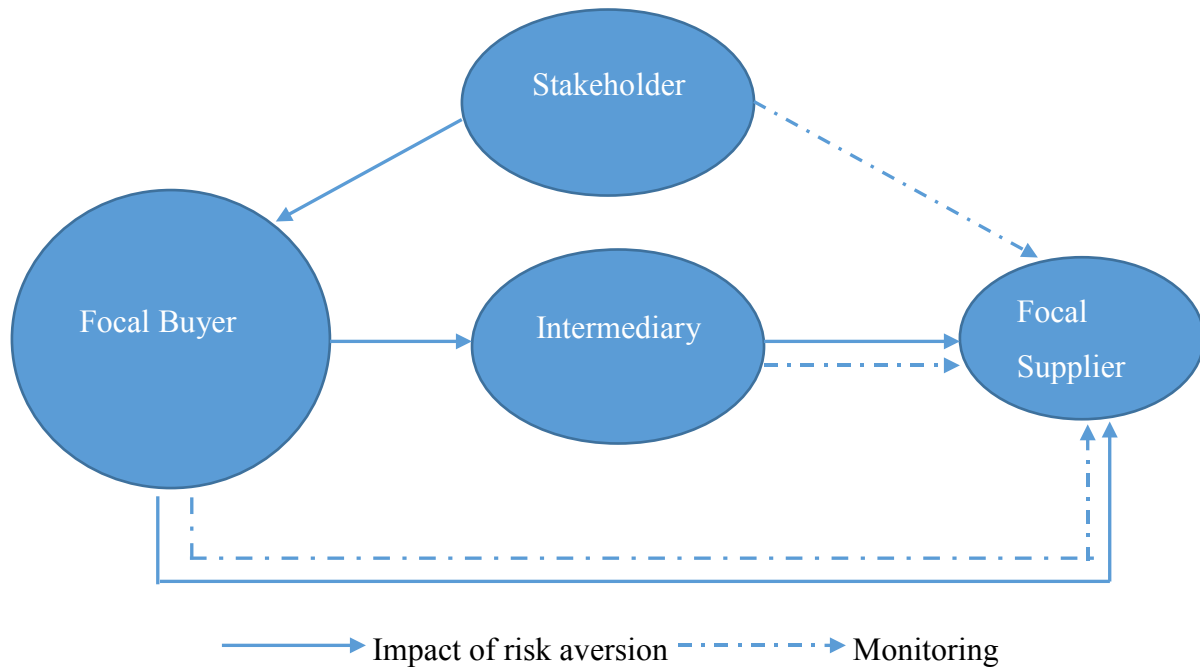 Stakeholder
Focal Buyer
Intermediary
Focal
Supplier
Impact of risk aversion
Monitoring